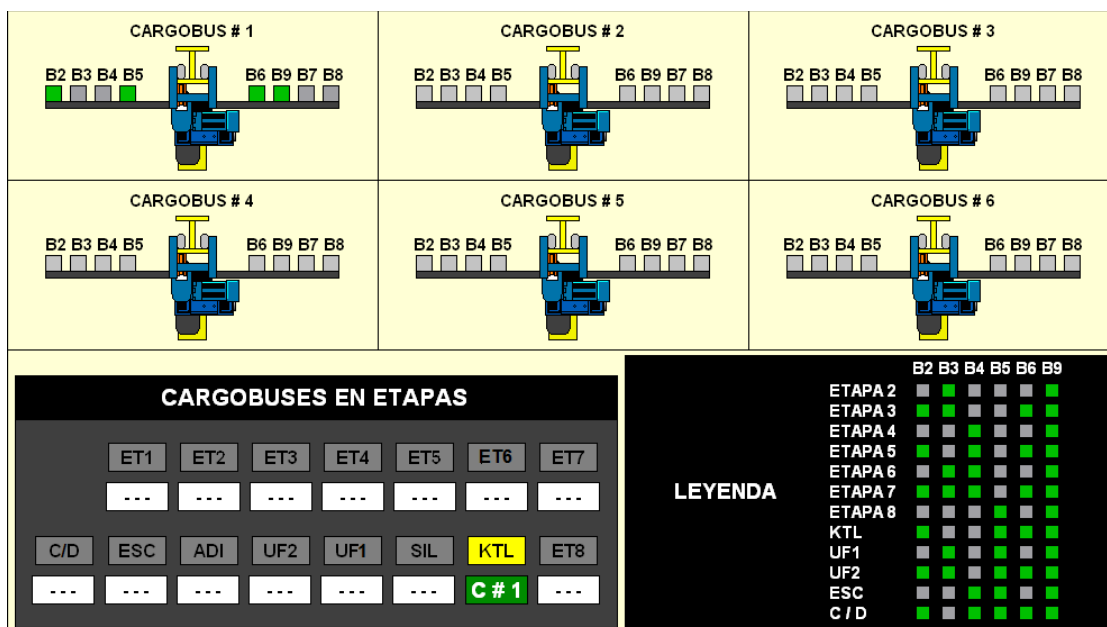 CARGOBUS # 1
B2 B3 B4 B5 B6 B9 B7 B8
CARGOBUS # 2
B2 B3 B4 B5 B6 B9 B7 B8
CARGOBUS # 3
B2 B3 B4 B5 B6 B9 B7 B8
CARGOBUS # 4
B2 B3 B4 B5 B6 B9 B7 B8
CARGOBUS # 5
B2 B3 B4 B5 B6 B9 B7 B8
CARGOBUS # 6
B2 B3 B4 B5 B6 B9 B7 B8
CARGOBUSES EN ETAPAS
ET1 ET2 ET3 ET4 ET5 ET6 ET7
--- --- --- --- --- --- ---
C/D ESC ADI UF2 UF1 SIL KTL ET8
--- --- --- --- --- --- C # 1 ---
LEYENDA
B2 B3 B4 B5 B6 B9
ETAPA 2
ETAPA 3
ETAPA 4
ETAPA 5
ETAPA 6
ETAPA 7
ETAPA 8
KTL
UF1
UF2
ESC
C / D